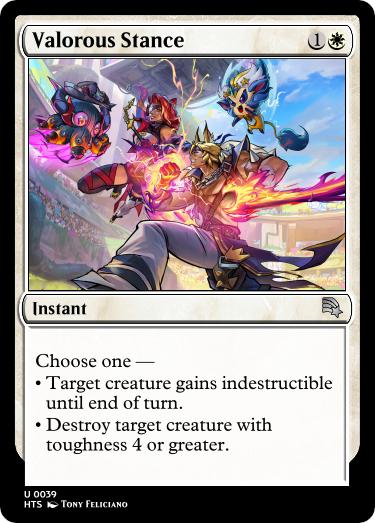 Valorous Stance 1
Instant
Choose one —
• Target creature gains indestructible
until end of turn.
• Destroy target creature with
toughness 4 or greater.
U 0039
HTS Tony Feliciano